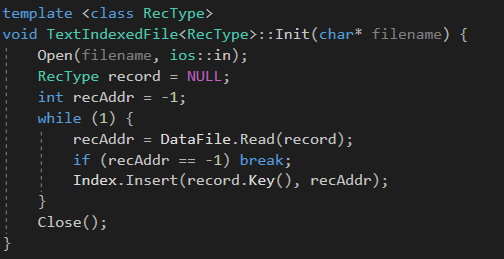 template <class RecType>
void TextIndexedFile<RecType>::Init(char* filename) {
    Open(filename, ios::in);
    RecType record = NULL;
    int recAddr = -1;
    while (1) {
        recAddr = DataFile.Read(record);
        if (recAddr == -1) break;
        Index.Insert(record.Key(), recAddr);
    }
    Close();
}